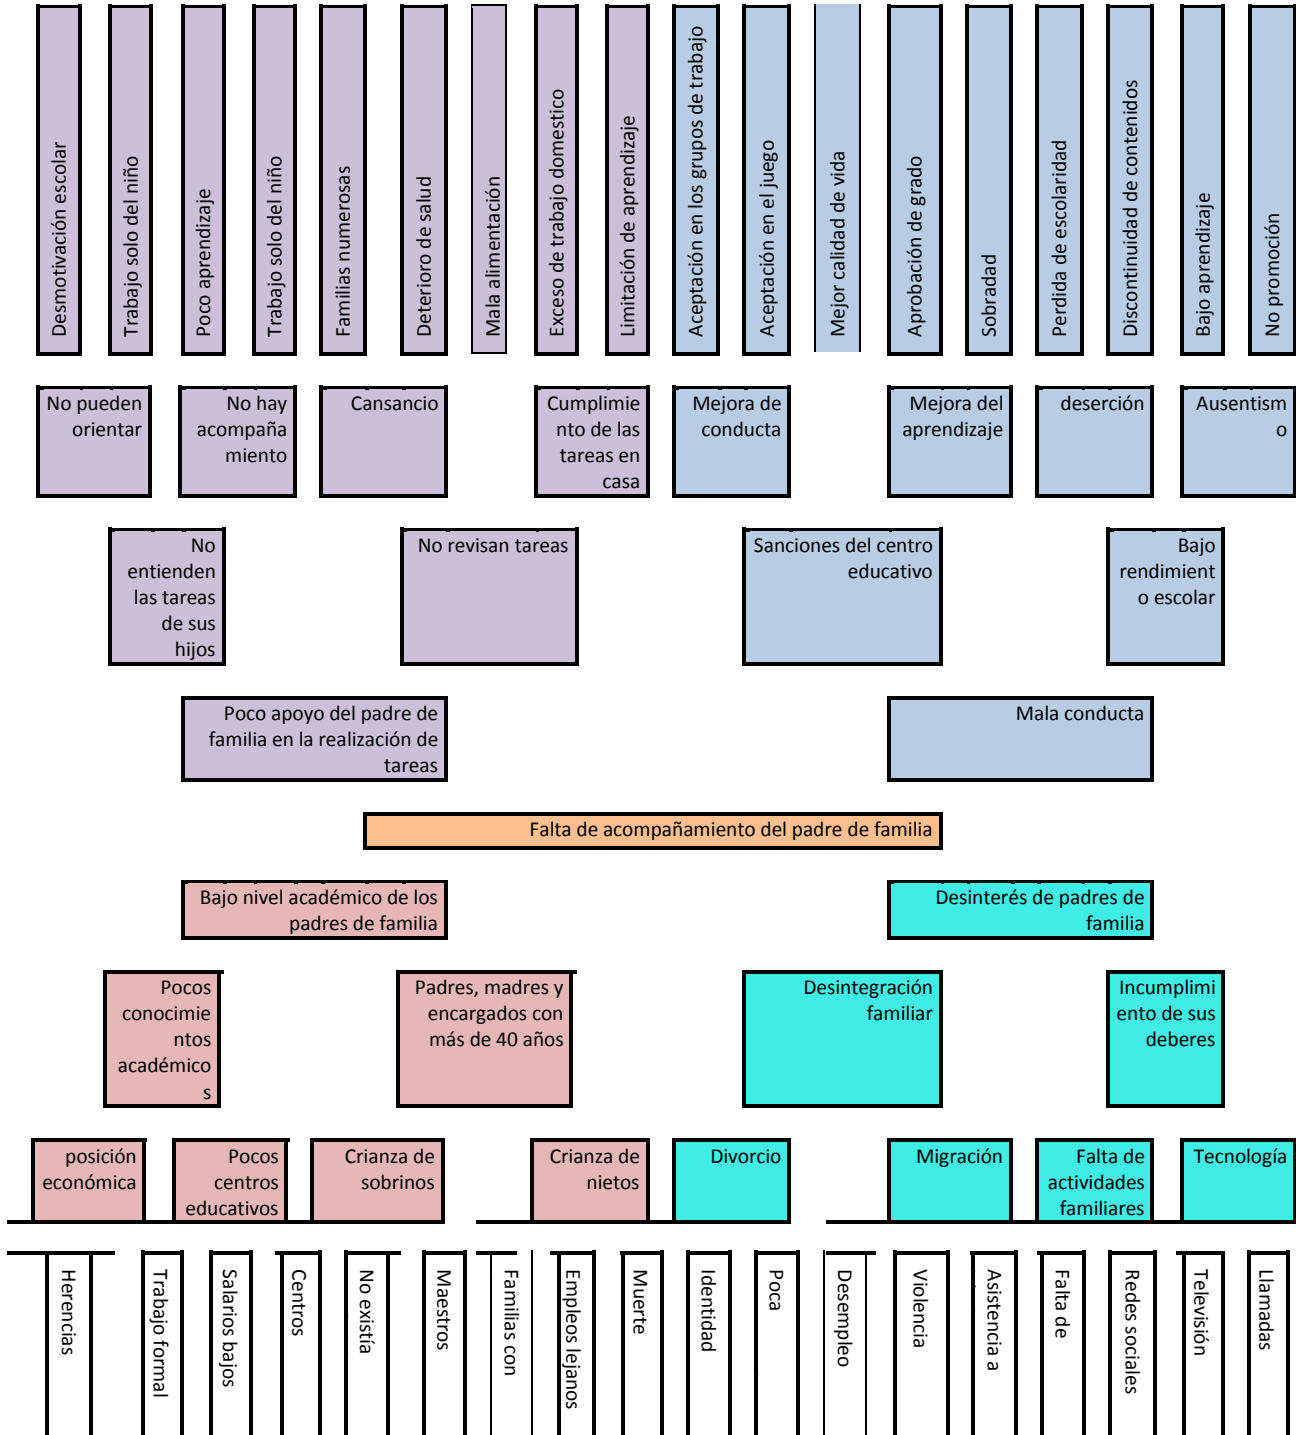 Desmotivación escolar
Trabajo solo del niño
Poco aprendizaje
Trabajo solo del niño
Familias numerosas
Deterioro de salud
Mala alimentación
Exceso de trabajo domestico
Limitación de aprendizaje
Aceptación en los grupos de trabajo
Aceptación en el juego
Mejor calidad de vida
Aprobación de grado
Sobradad
Perdida de escolaridad
Discontinuidad de contenidos
Bajo aprendizaje
No promoción
No pueden
orientar
No hay
acompaña
miento
Cansancio
Cumplimie
nto de las
tareas en
casa
Mejora de
conducta
Mejora del
aprendizaje
deserción
Ausentism
o
No
entienden
las tareas
de sus
hijos
No revisan tareas
Sanciones del centro
educativo
Bajo
rendimient
o escolar
Poco apoyo del padre de
familia en la realización de
tareas
Mala conducta
Falta de acompañamiento del padre de familia
Bajo nivel académico de los
padres de familia
Desinterés de padres de
familia
Pocos
conocimie
ntos
académico
s
Padres, madres y
encargados con
más de 40 años
Desintegración
familiar
Incumplimi
ento de sus
deberes
posición
económica
Pocos
centros
educativos
Crianza de
sobrinos
Crianza de
nietos
Divorcio
Migración
Falta de
actividades
familiares
Tecnología
Herencias
Trabajo formal
Salarios bajos
Centros
No existía
Maestros
Familias con
Empleos lejanos
Muerte
Identidad
Poca
Desempleo
Violencia
Asistencia a
Falta de
Redes sociales
Televisión
Llamadas